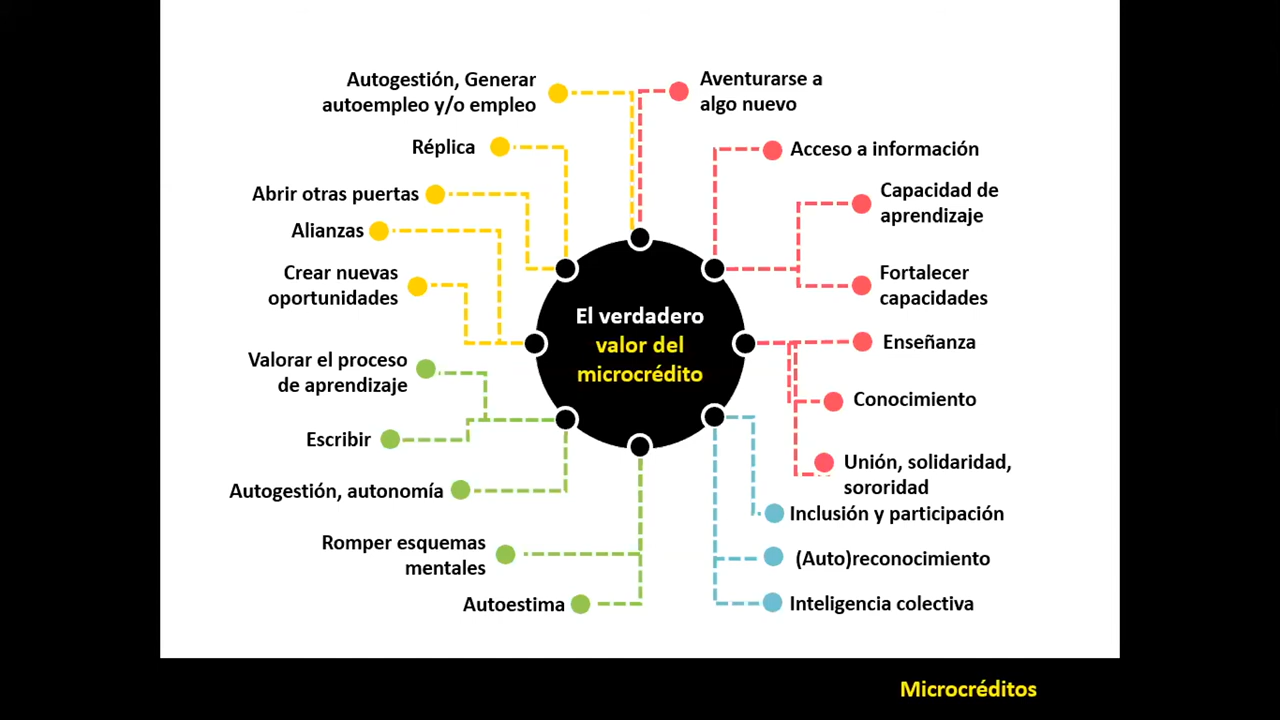 Autogestión, Generar
autoempleo y/o empleo
Réplica
Abrir otras puertas
Alianzas
Crear nuevas
oportunidades
Valorar el proceso
de aprendizaje
Escribir
Autogestión, autonomía
Romper esquemas
mentales
Autoestima
El verdadero
valor del
microcrédito
Aventurarse a
algo nuevo
Acceso a información
Capacidad de
aprendizaje
Fortalecer
capacidades
Enseñanza
Conocimiento
Unión, solidaridad,
sororidad
Inclusión y participación
(Auto)reconocimiento
Inteligencia colectiva
Microcréditos